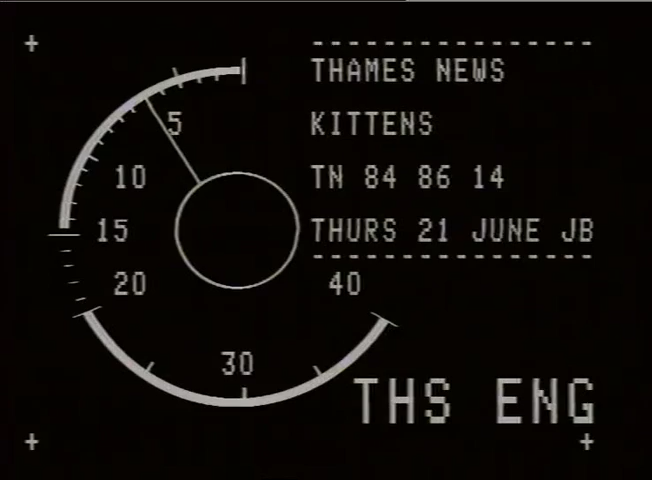 THAMES NEWS
KITTENS
TN 84 86 14
THURS 21 JUNE JB
5
10
15
20
30
40
THS ENG